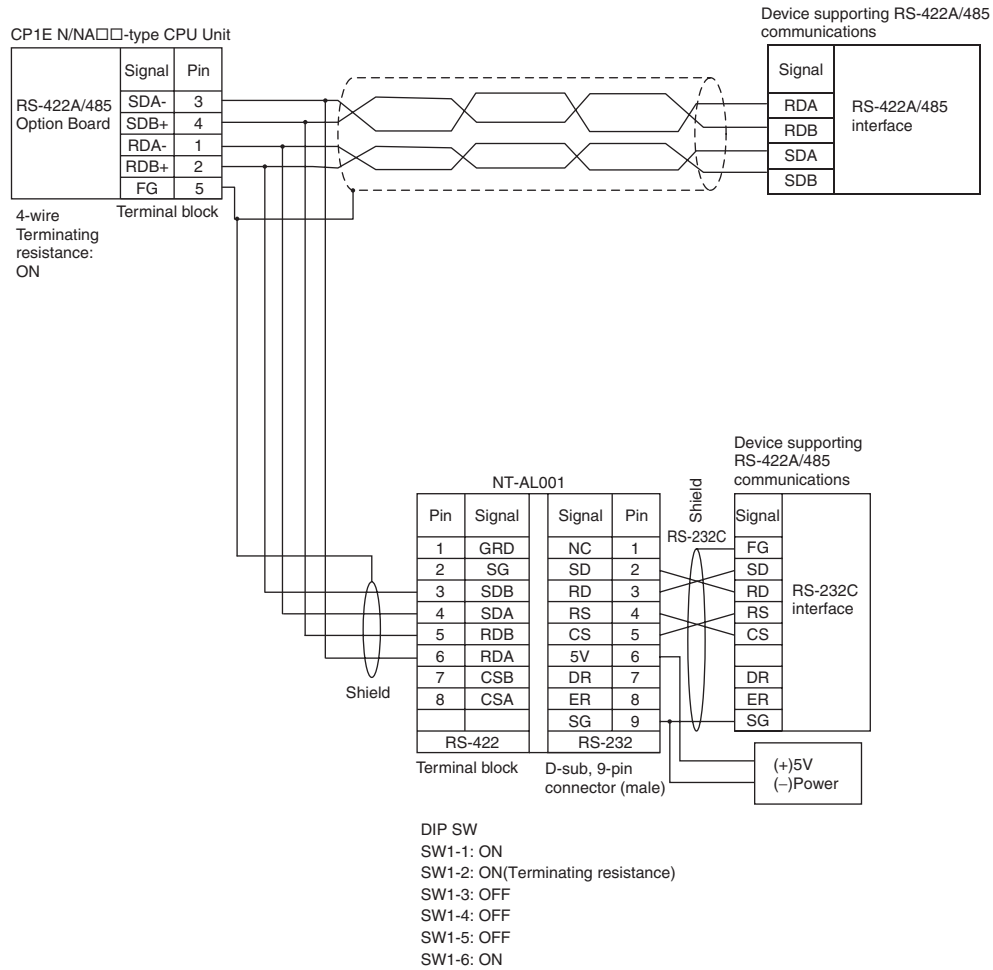 Device supporting RS-422A/485
communications
CP1E N/NA□□-type CPU Unit
Signal Pin
RS-422A/485
Option Board
SDA- 3
SDB+ 4
RDA- 1
RDB+ 2
FG 5
4-wire
Terminating
resistance:
ON
Terminal block
Signal
RDA
RDB
SDA
SDB
RS-422A/485
interface
NT-AL001
Pin Signal Signal Pin
1 GRD NC 1
2 SG SD 2
3 SDB RD 3
4 SDA RS 4
5 RDB CS 5
6 RDA 5V 6
7 CSB DR 7
8 CSA ER 8
SG 9
RS-422 RS-232
Terminal block
D-sub, 9-pin
connector (male)
Shield
Shield
RS-232C
Device supporting
RS-422A/485
communications
Signal
FG
SD
RD
RS
CS
DR
ER
SG
RS-232C
interface
(+)5V
(−)Power
DIP SW
SW1-1: ON
SW1-2: ON(Terminating resistance)
SW1-3: OFF
SW1-4: OFF
SW1-5: OFF
SW1-6: ON